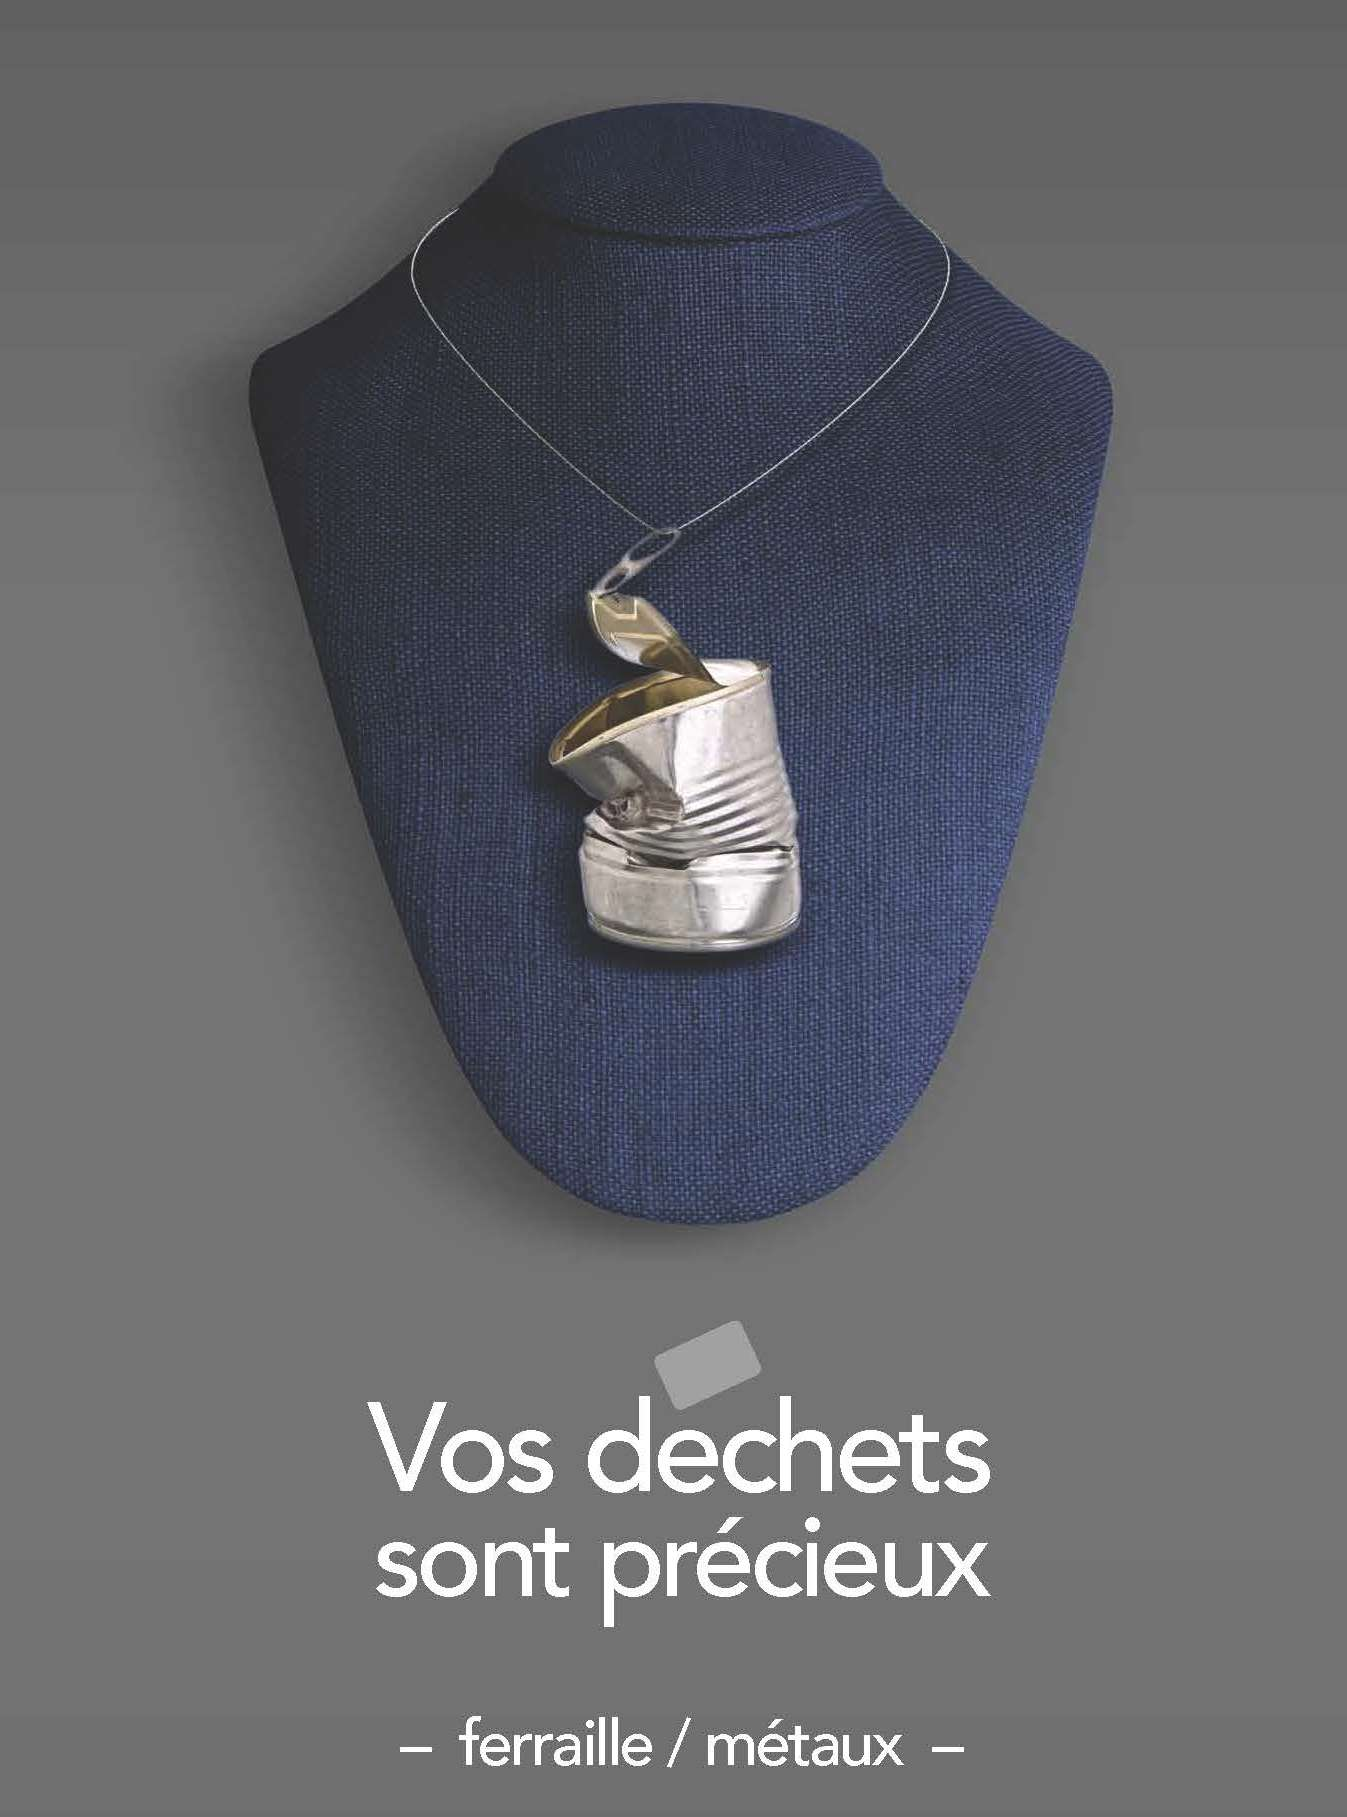 Vos dechets
sont précieux
– ferraille / métaux –